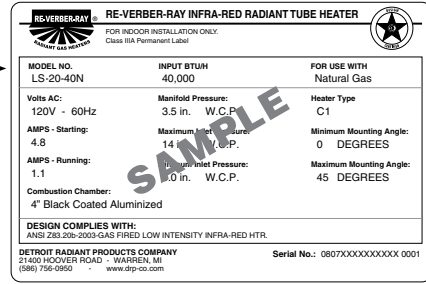 RE-VERBER-RAY ®
RADIANT GAS HEATERS
RE-VERBER-RAY INFRA-RED RADIANT TUBE HEATER
FOR INDOOR INSTALLATION ONLY.
Class IIIA Permanent Label
MODEL NO. INPUT BTU/H FOR USE WITH
LS-20-40N 40,000 Natural Gas
Volts AC: Manifold Pressure: Heater Type
120V - 60Hz 3.5 in. W.C.P. C1
AMPS - Starting: Maximum Inlet Pressure: Minimum Mounting Angle:
4.8 14 in. W.C.P. 0 DEGREES
AMPS - Running: Inlet Pressure: Maximum Mounting Angle:
1.1 .0 in. W.C.P. 45 DEGREES
SAMPLE
Combustion Chamber:
4" Black Coated Aluminized
DESIGN COMPLIES WITH:
ANSI Z83.20b-2003-GAS FIRED LOW INTENSITY INFRA-RED HTR.
DETROIT RADIANT PRODUCTS COMPANY
21400 HOOVER ROAD - WARREN, MI
(586) 756-0950 - www.drp-co.com
Serial No.: 0807XXXXXXXXXX 0001